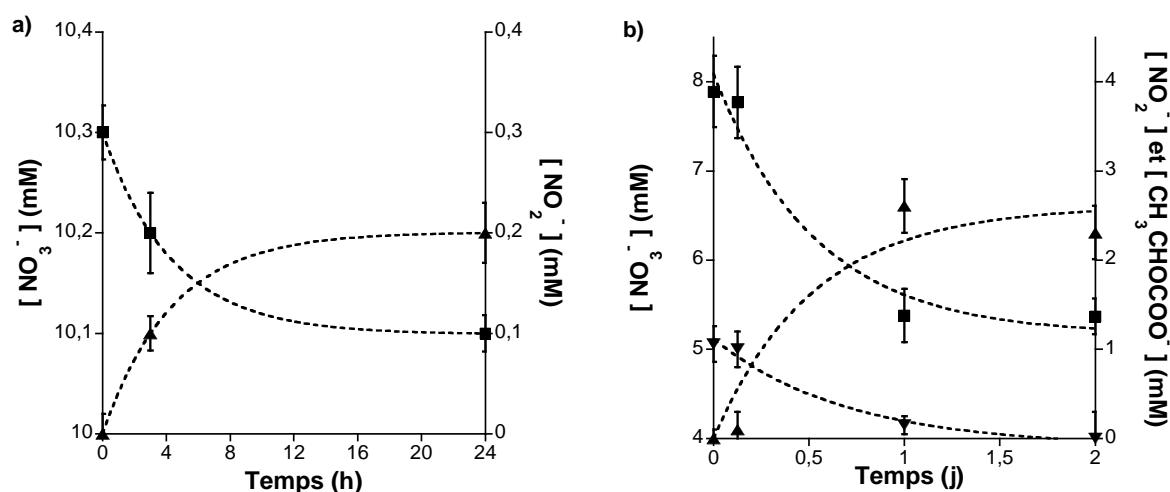 a)
10,4
10,3
10,2
10,1
10
[ NO3- ] (mM)
0,4
0,3
0,2
0,1
0
[ NO2- ] (mM)
0 4 8 12 16 20 24
Temps (h)
b)
8
7
6
5
4
[ NO3- ] (mM)
4
3
2
1
0
[ NO2- ] et [ CH3CHOCOO- ] (mM)
0 0,5 1 1,5 2
Temps (j)